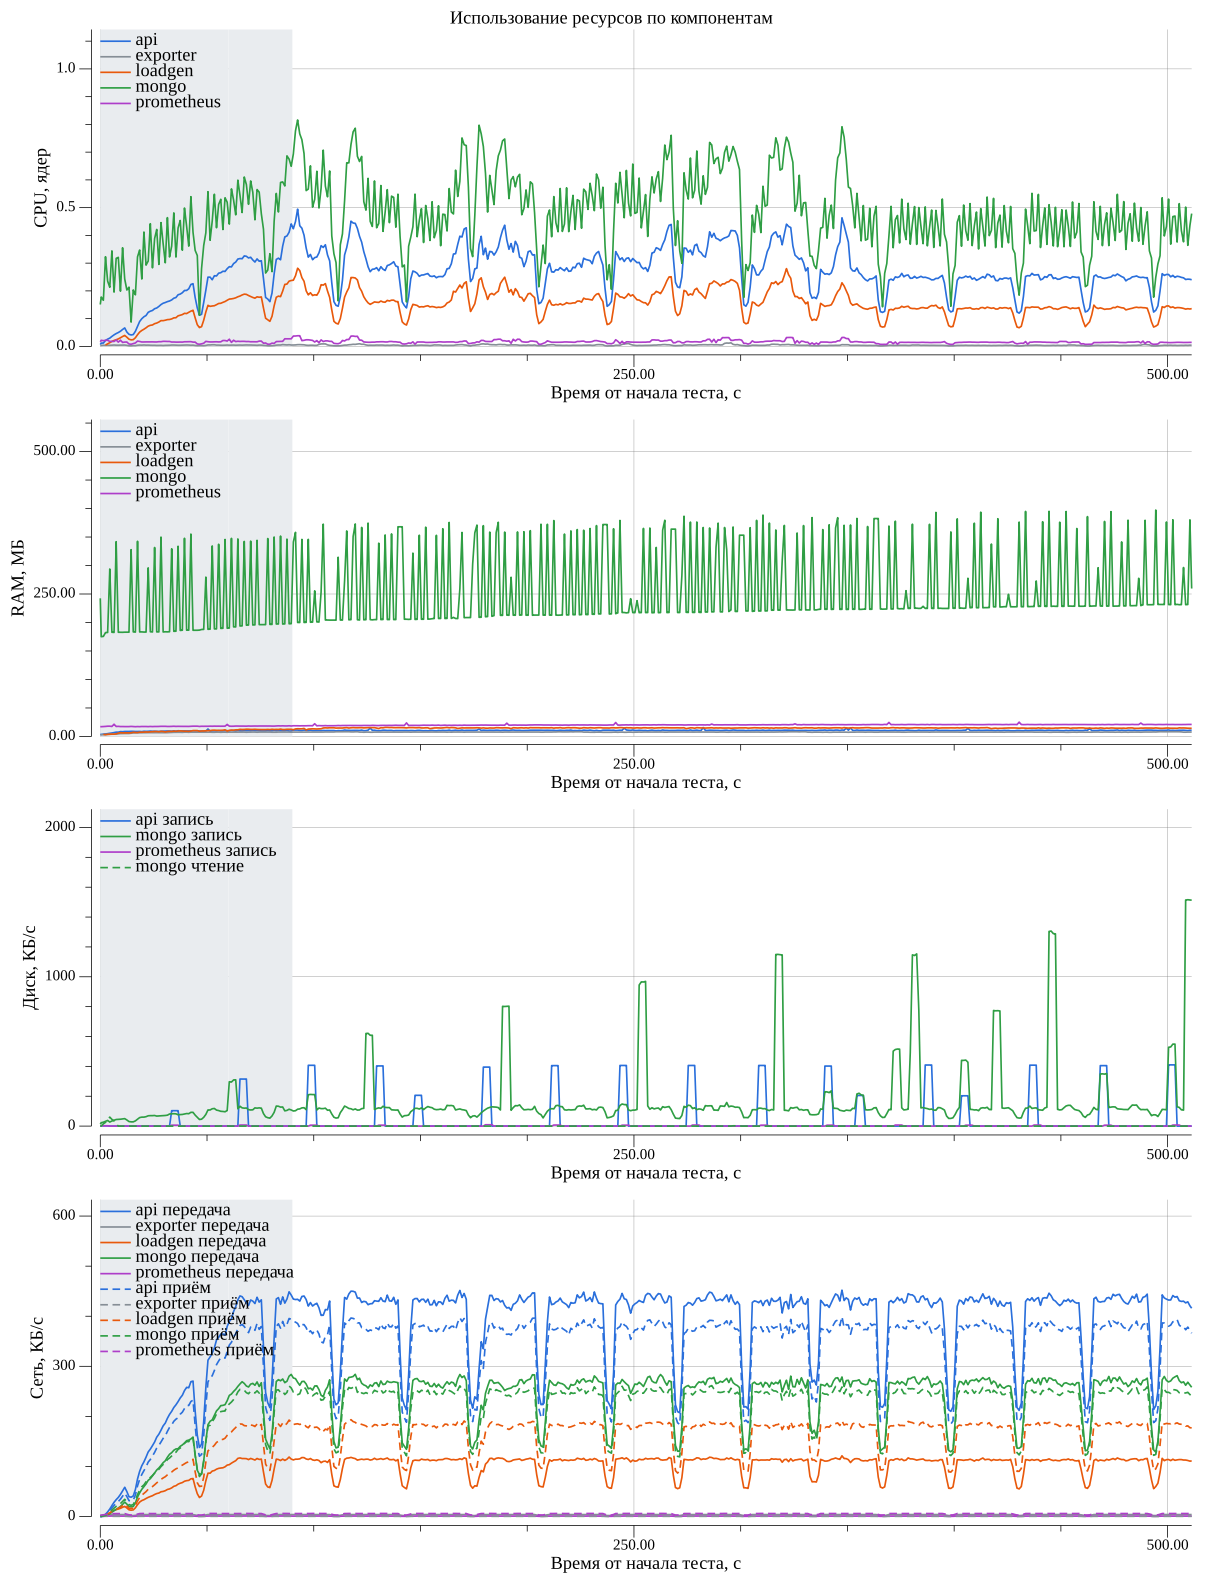 Использование ресурсов по компонентам
api
exporter
loadgen
mongo
prometheus
1.0
0.5
0.0
CPU, ядер
0.00
250.00
500.00
Время от начала теста, с
api
exporter
loadgen
mongo
prometheus
500.00
250.00
0.00
RAM, МБ
0.00
250.00
500.00
Время от начала теста, с
api запись
mongo запись
prometheus запись
mongo чтение
2000
1000
0
Диск, КБ/с
0.00
250.00
500.00
Время от начала теста, с
api передача
exporter передача
loadgen передача
mongo передача
prometheus передача
api приём
exporter приём
loadgen приём
mongo приём
prometheus приём
600
300
0
Сеть, КБ/с
0.00
250.00
500.00
Время от начала теста, с